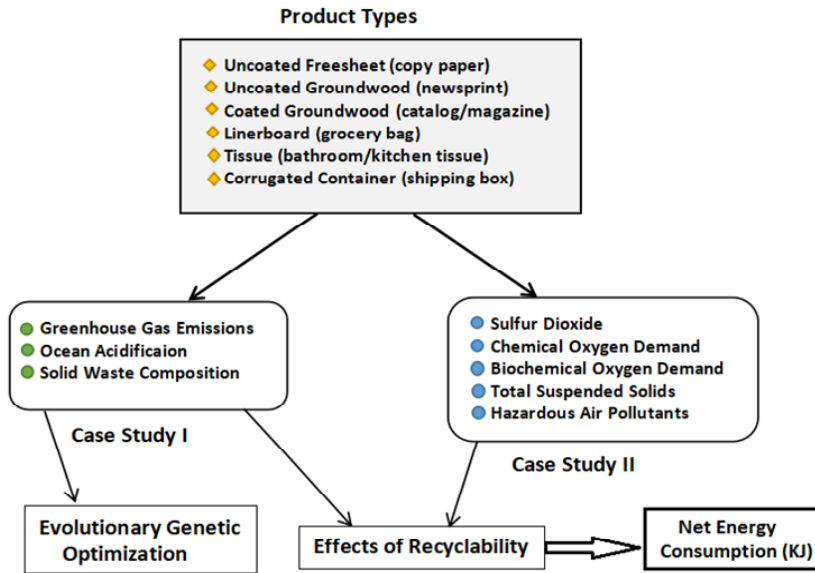 Product Types
Uncoated Freesheet (copy paper)
Uncoated Groundwood (newsprint)
Coated Groundwood (catalog/magazine)
Linerboard (grocery bag)
Tissue (bathroom/kitchen tissue)
Corrugated Container (shipping box)
Greenhouse Gas Emissions
Ocean Acidificaion
Solid Waste Composition
Sulfur Dioxide
Chemical Oxygen Demand
Biochemical Oxygen Demand
Total Suspended Solids
Hazardous Air Pollutants
Case Study I
Case Study II
Evolutionary Genetic
Optimization
Effects of Recyclability
Net Energy
Consumption (KJ)